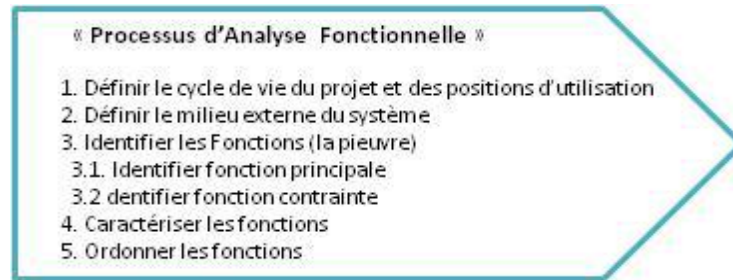 « Processus d'Analyse Fonctionnelle »
1. Définir le cycle de vie du projet et des positions d'utilisation
2. Définir le milieu externe du système
3. Identifier les Fonctions (la pieuvre)
3.1. Identifier fonction principale
3.2 dentifier fonction contrainte
4. Caractériser les fonctions
5. Ordonner les fonctions